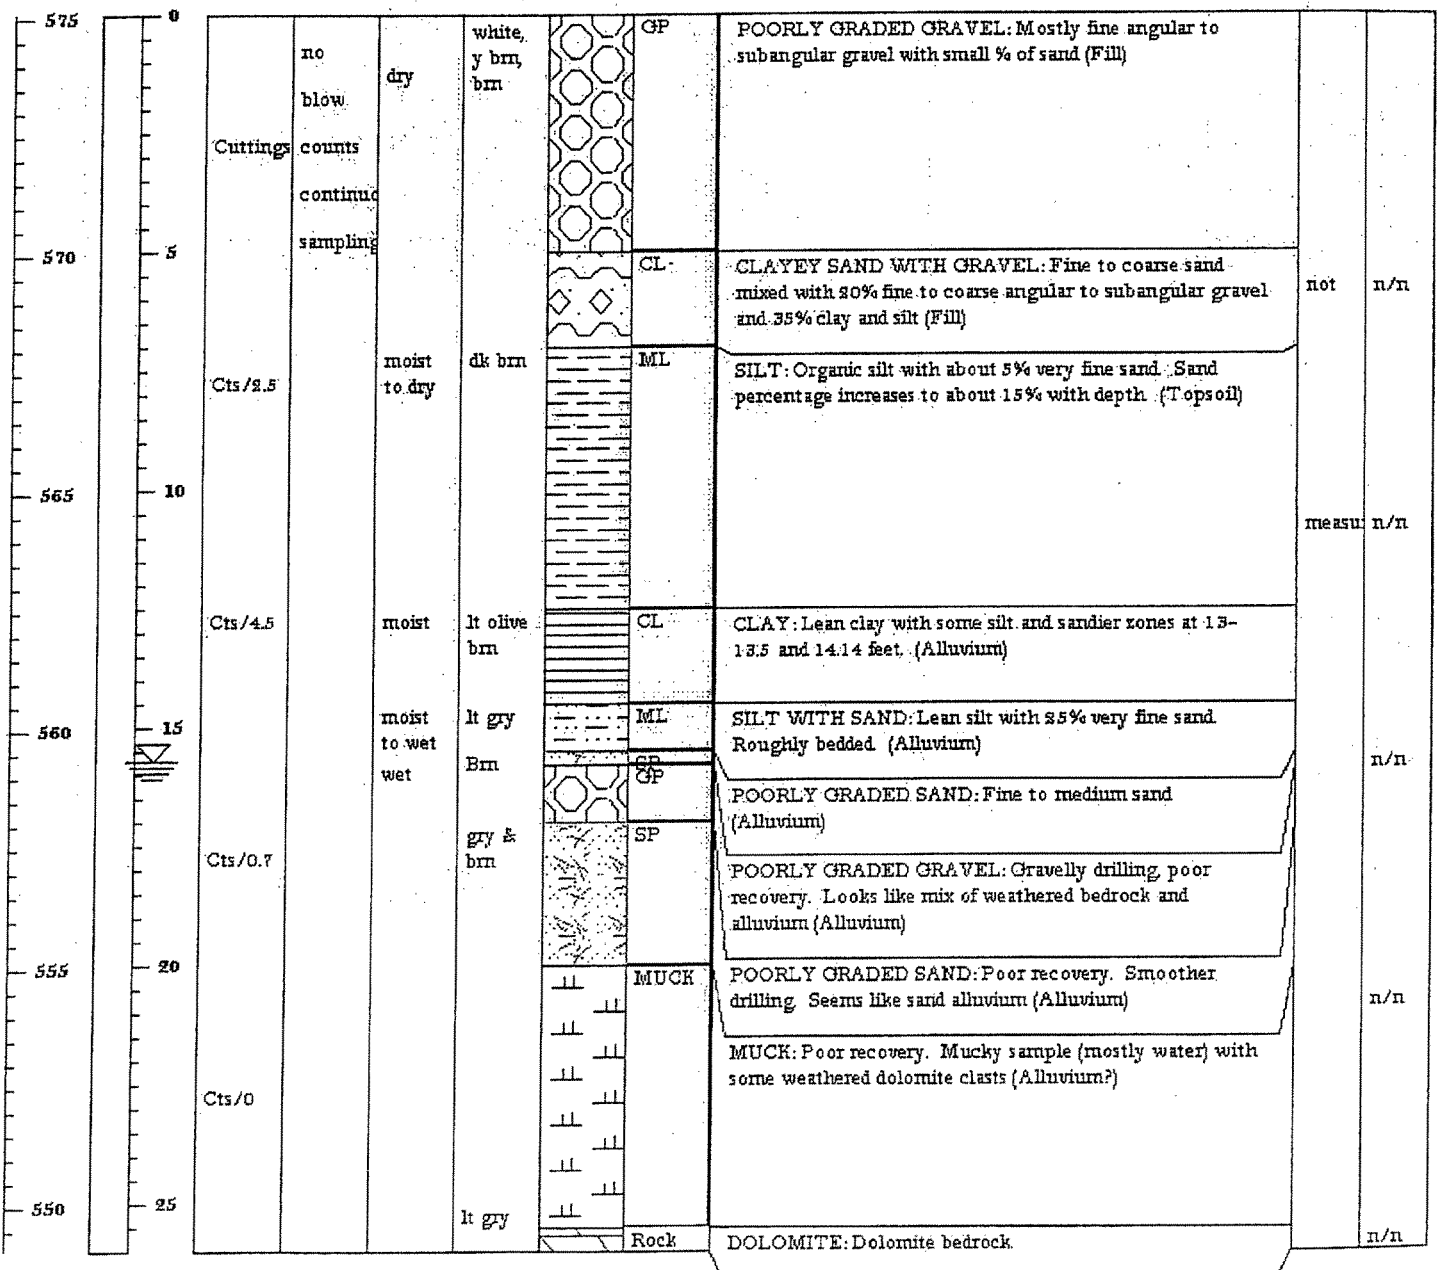 575
0
no
blow
counts
continuo
sampling
Cuttings
dry
white,
y brn,
brn
GP
POORLY GRADED GRAVEL: Mostly fine angular to
subangular gravel with small % of sand (Fill)
570
5
CL-
CLAYEY SAND WITH GRAVEL: Fine to coarse sand
mixed with 20% fine to coarse angular to subangular gravel
and 35% clay and silt (Fill)
not
n/n
Cts/2.5
moist
to dry
dk brn
ML
SILT: Organic silt with about 5% very fine sand. Sand
percentage increases to about 15% with depth. (Topsoil)
565
10
measu
n/n
Cts/4.5
moist
lt olive
brn
CL
CLAY: Lean clay with some silt and sandier zones at 13-
13.5 and 14.14 feet. (Alluvium)
560
15
moist
to wet
lt gry
ML
SILT WITH SAND: Lean silt with 25% very fine sand.
Roughly bedded. (Alluvium)
wet
Brn
SP
GP
n/n
POORLY GRADED SAND: Fine to medium sand
(Alluvium)
Cts/0.7
gry &
brn
SP
POORLY GRADED GRAVEL: Gravelly drilling, poor
recovery. Looks like mix of weathered bedrock and
alluvium (Alluvium)
555
20
MUCK
POORLY GRADED SAND: Poor recovery. Smoother
drilling. Seems like sand alluvium (Alluvium)
n/n
MUCK: Poor recovery. Mucky sample (mostly water) with
some weathered dolomite clasts (Alluvium?)
Cts/0
550
25
lt gry
Rock
DOLOMITE: Dolomite bedrock.
n/n